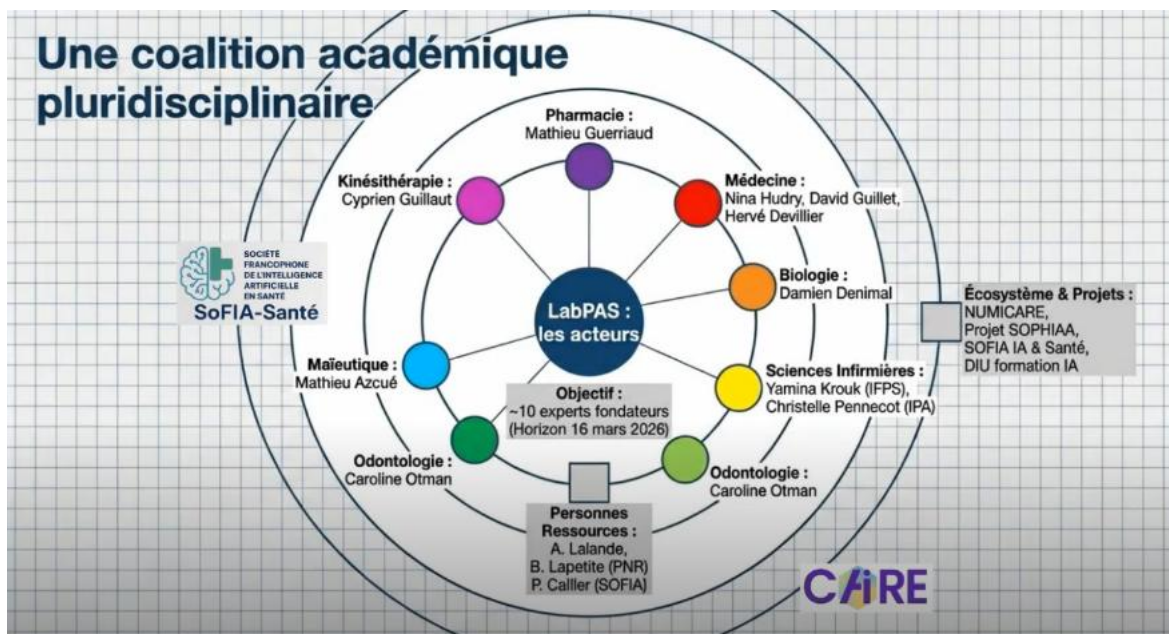 Une coalition académique
pluridisciplinaire
Pharmacie :
Mathieu Guerriaud
Kinésithérapie :
Cyprien Guillaut
Médecine :
Nina Hudry, David Guillet,
Hervé Devillier
SOCIÉTÉ
FRANCOPHONE
DE L'INTELLIGENCE
ARTIFICIELLE
EN SANTÉ
SoFIA-Santé
Biologie :
Damien Denimal
LabPAS :
les acteurs
Écosystème & Projets :
NUMICARE,
Projet SOPHIAA,
SOFIA IA & Santé,
DIU formation IA
Maïeutique :
Mathieu Azcué
Sciences Infirmières :
Yamina Krouk (IFPS),
Christelle Pennecot (IPA)
Objectif :
~10 experts fondateurs
(Horizon 16 mars 2026)
Odontologie :
Caroline Otman
Odontologie :
Caroline Otman
Personnes
Ressources :
A. Lalande,
B. Lapetite (PNR)
P. Calller (SOFIA)
CAiRE